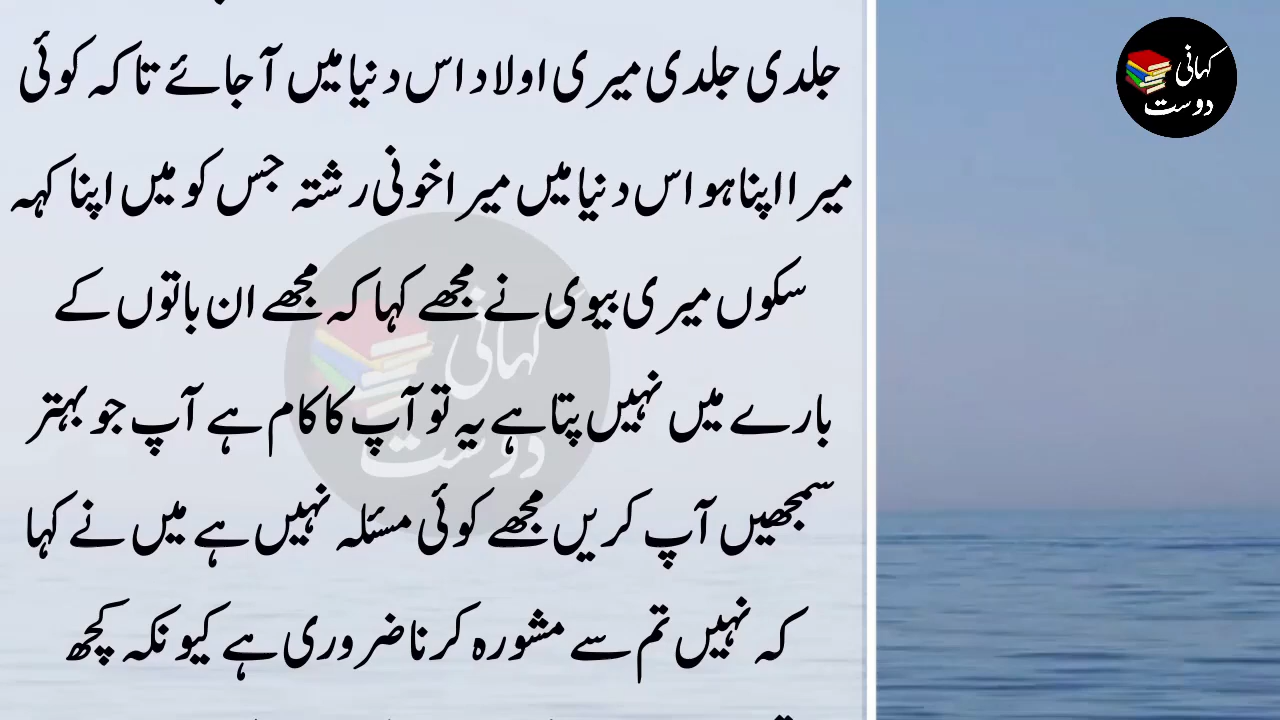 جلدی جلدی میری اولاد اس دنیا میں آ جائے تاکہ کوئی
میرا اپنا ہو اس دنیا میں میرا خونی رشتہ جس کو میں اپنا کہہ
سکوں میری بیوی نے مجھے کہا کہ مجھے ان باتوں کے
بارے میں نہیں پتا ہے یہ تو آپ کا کام ہے آپ جو بہتر
سمجھیں آپ کریں مجھے کوئی مسئلہ نہیں ہے میں نے کہا
کہ نہیں تم سے مشورہ کرنا ضروری ہے کیونکہ کچھ
کہانی
دوست
کہانی
دوست